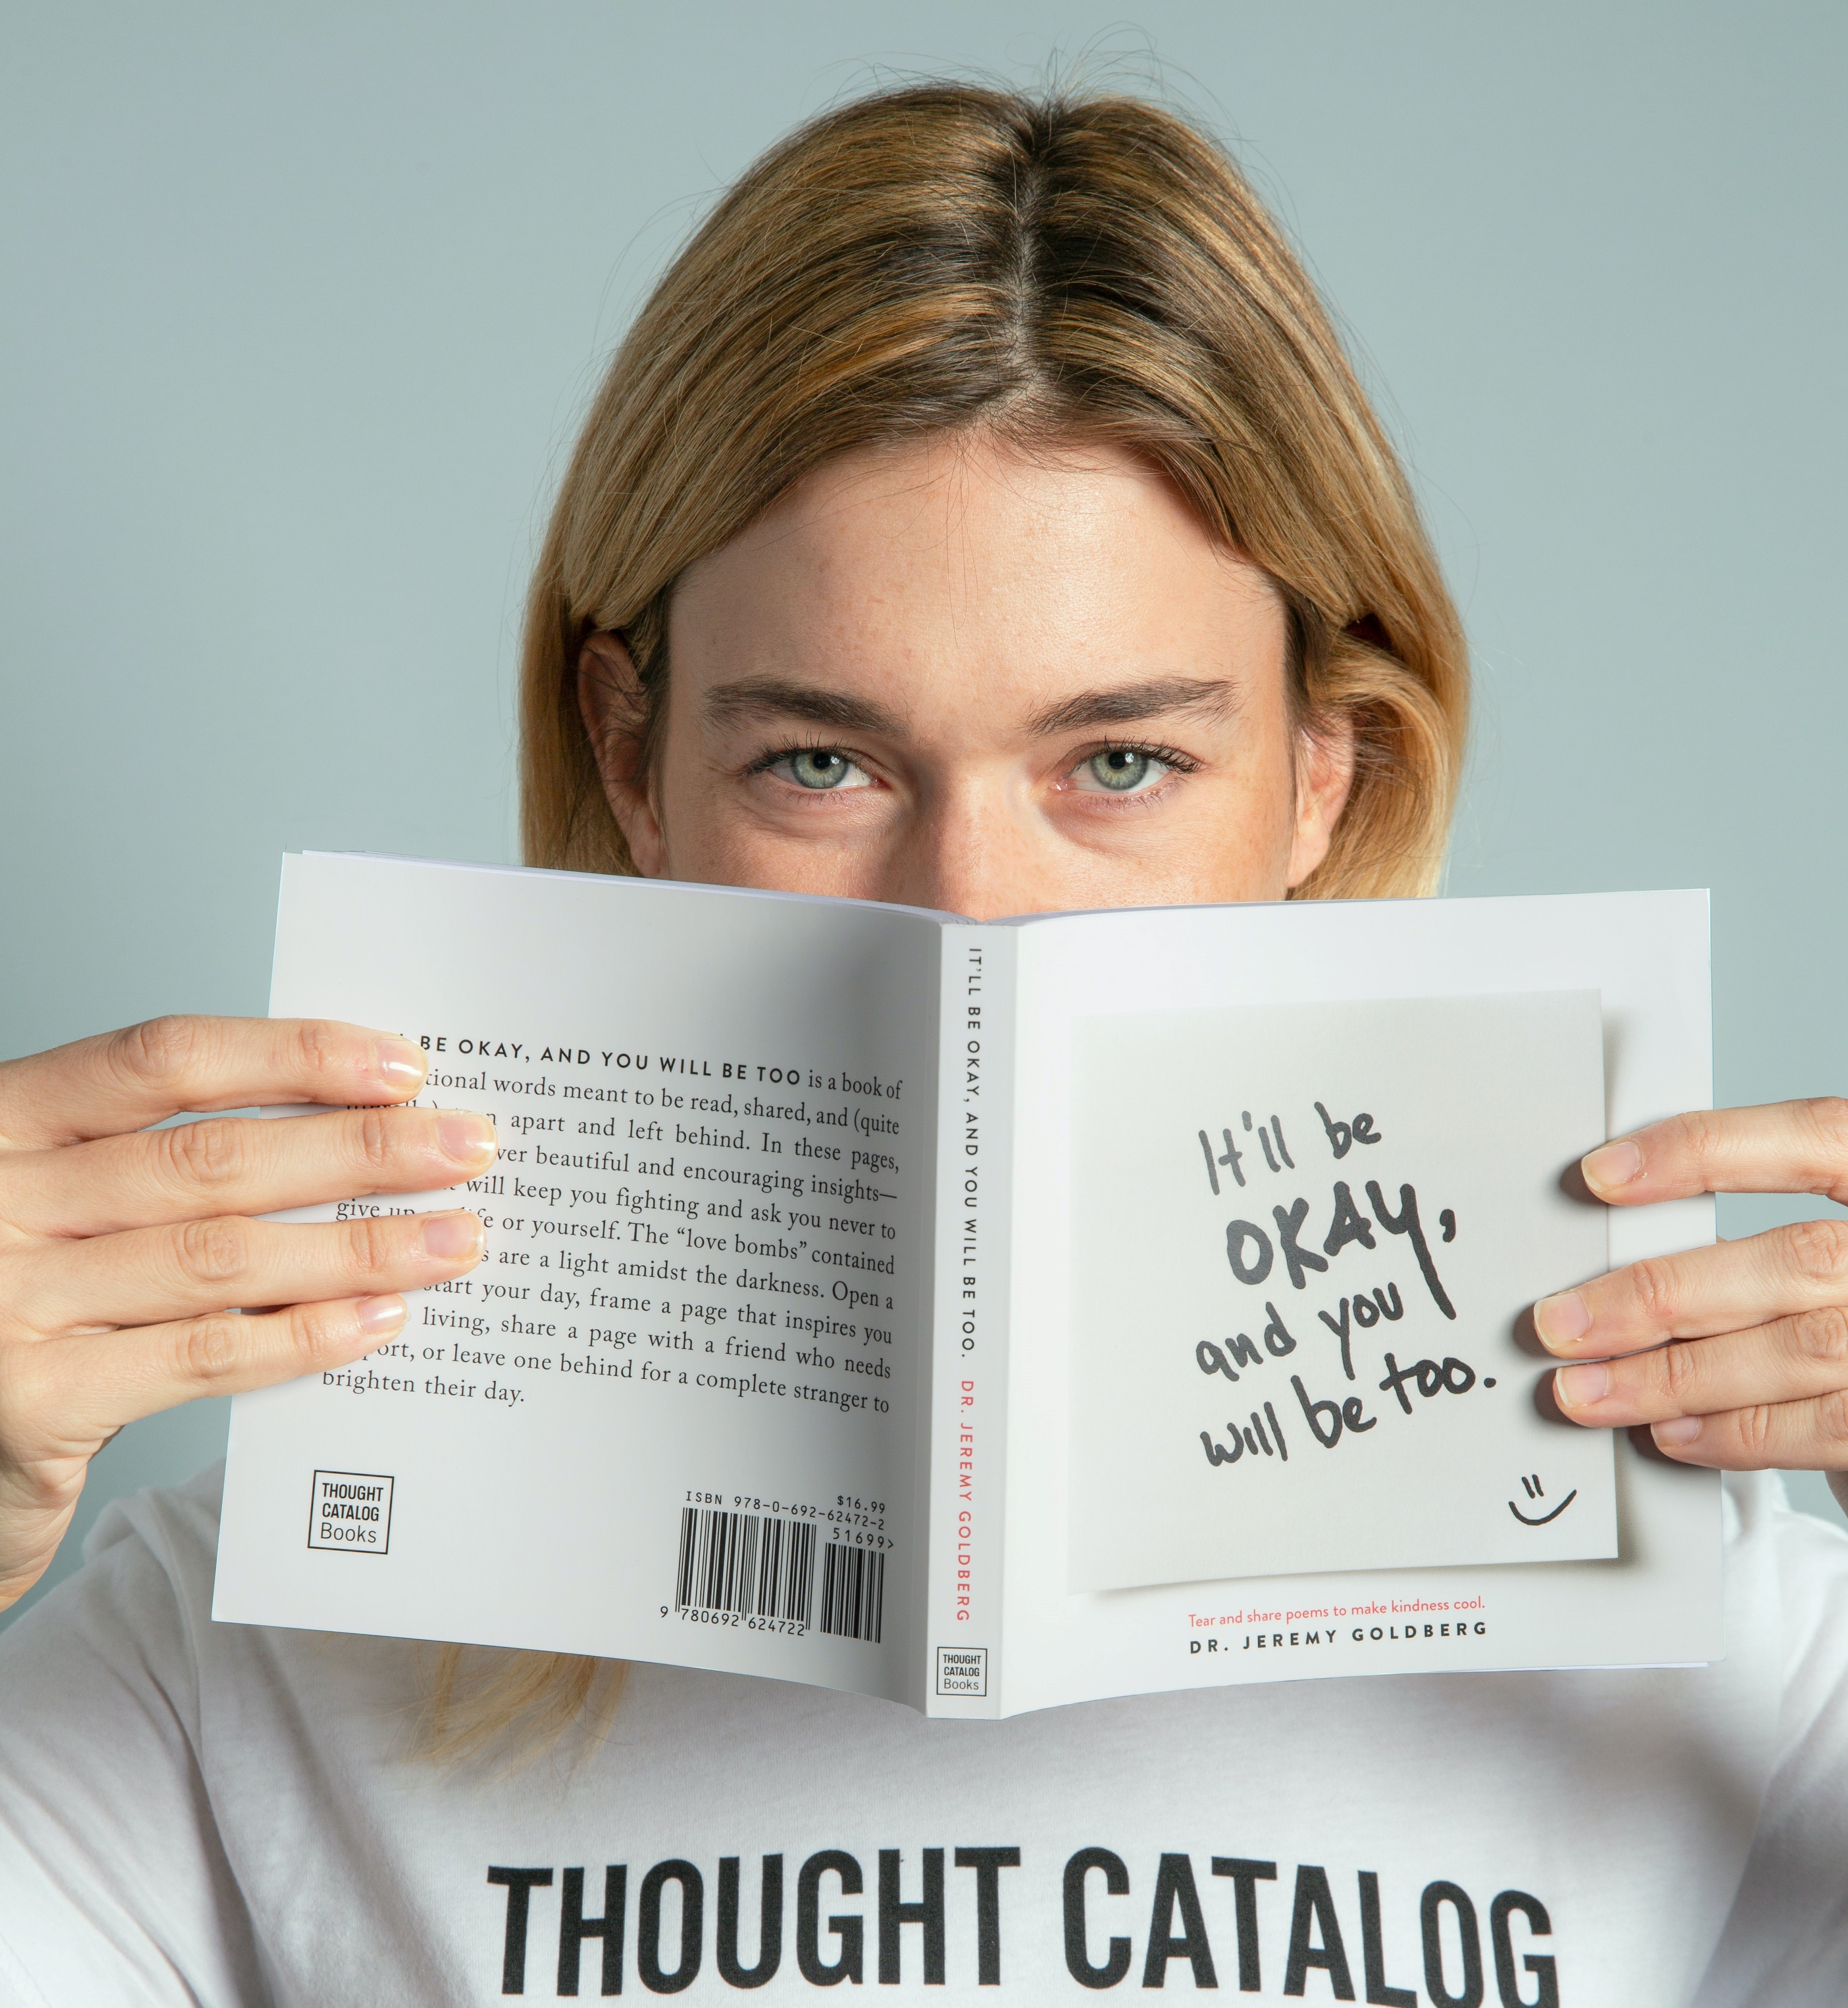 BE OKAY, AND YOU WILL BE TOO is a book of
words meant to be read, shared, and (quite
apart and left behind. In these pages,
beautiful and encouraging insights—
will keep you fighting and ask you never to
give up or yourself. The “love bombs” contained
are a light amidst the darkness. Open a
start your day, frame a page that inspires you
living, share a page with a friend who needs
or leave one behind for a complete stranger to
brighten their day.
THOUGHT
CATALOG
Books
$16.99
ISBN 978-0-692-62472-2
51699>
9 780692 624722
IT'LL BE OKAY, AND YOU WILL BE TOO. DR. JEREMY GOLDBERG
THOUGHT
CATALOG
Books
It'll be
OKAY,
and you
will be too.
Tear and share poems to make kindness cool.
DR. JEREMY GOLDBERG
THOUGHT CATALOG